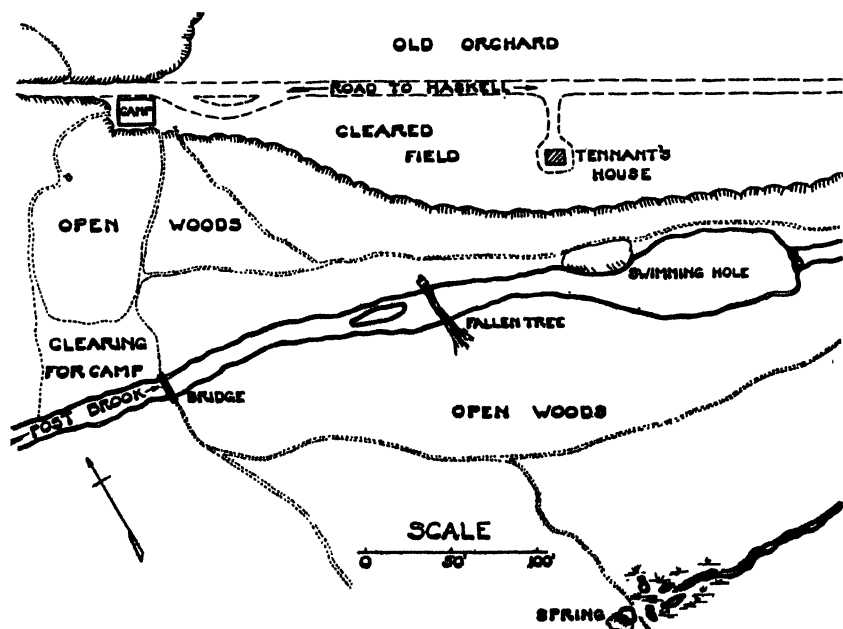 OLD ORCHARD
ROAD TO HASKELL
CAMP
CLEARED
FIELD
TENNANT'S
HOUSE
OPEN WOODS
SWIMMING HOLE
FALLEN TREE
CLEARING
FOR CAMP
POST BROOK
BRIDGE
OPEN WOODS
SCALE
0 50' 100'
SPRING